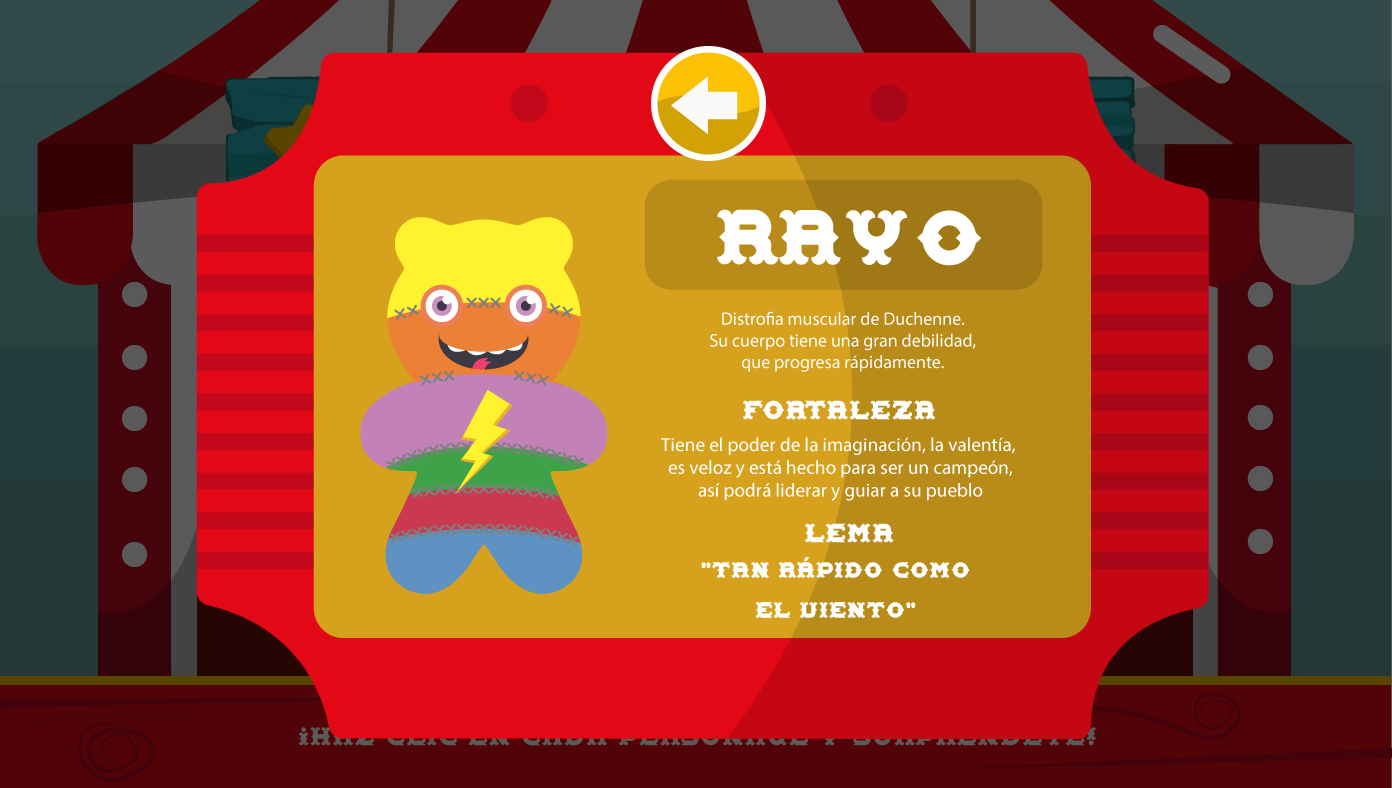 RAYO
Distrofia muscular de Duchenne.
Su cuerpo tiene una gran debilidad,
que progresa rápidamente.
FORTALEZA
Tiene el poder de la imaginación, la valentía,
es veloz y está hecho para ser un campeón,
así podrá liderar y guiar a su pueblo
LEMA
"TAN RÁPIDO COMO
EL VIENTO"
¡HAZ CLIC EN CADA PERSONAJE Y SORPRÉNDETE!